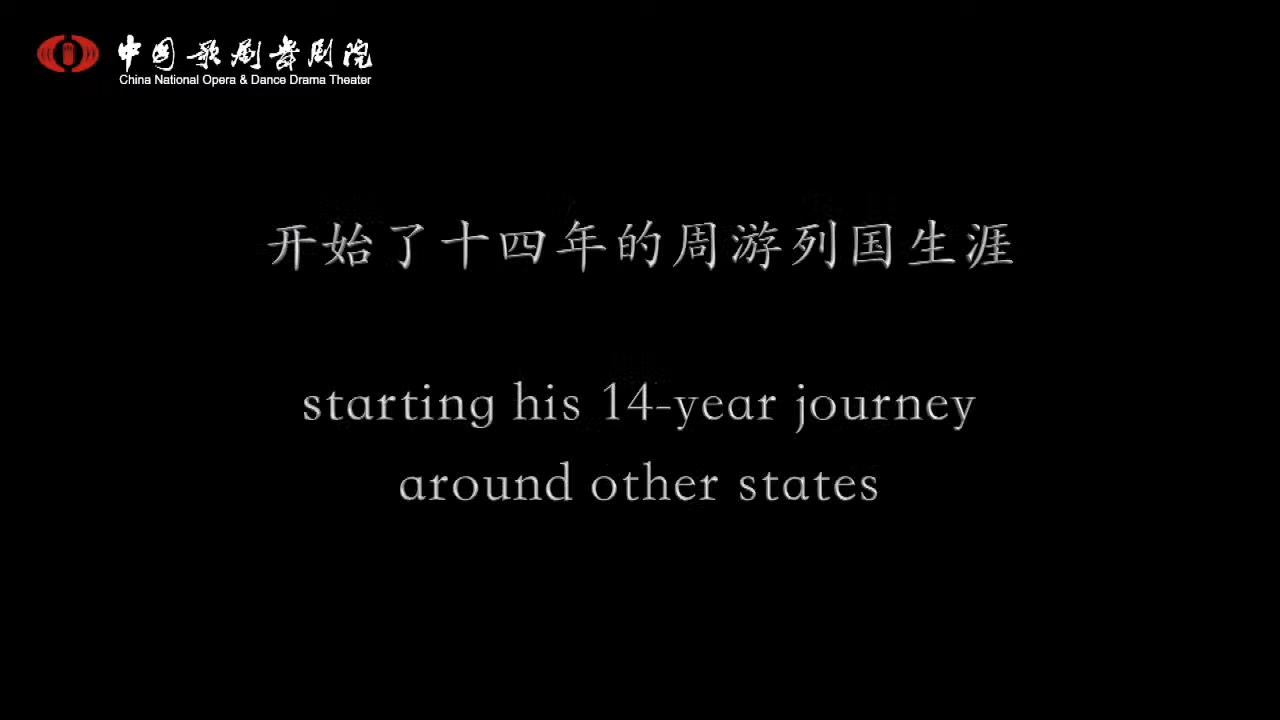 中国歌剧舞剧院
China National Opera & Dance Drama Theater
开始了十四年的周游列国生涯
starting his 14-year journey
around other states